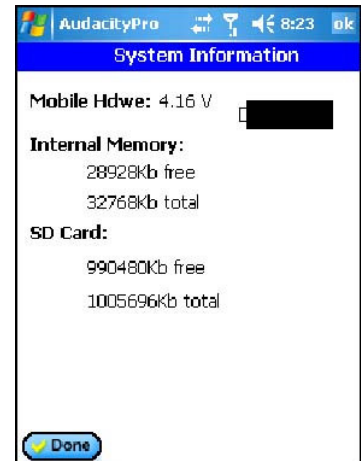 AudacityPro 8:23 ok
System Information
Mobile Hdwe: 4.16 V
Internal Memory:
28928Kb free
32768Kb total
SD Card:
990480Kb free
1005696Kb total
Done